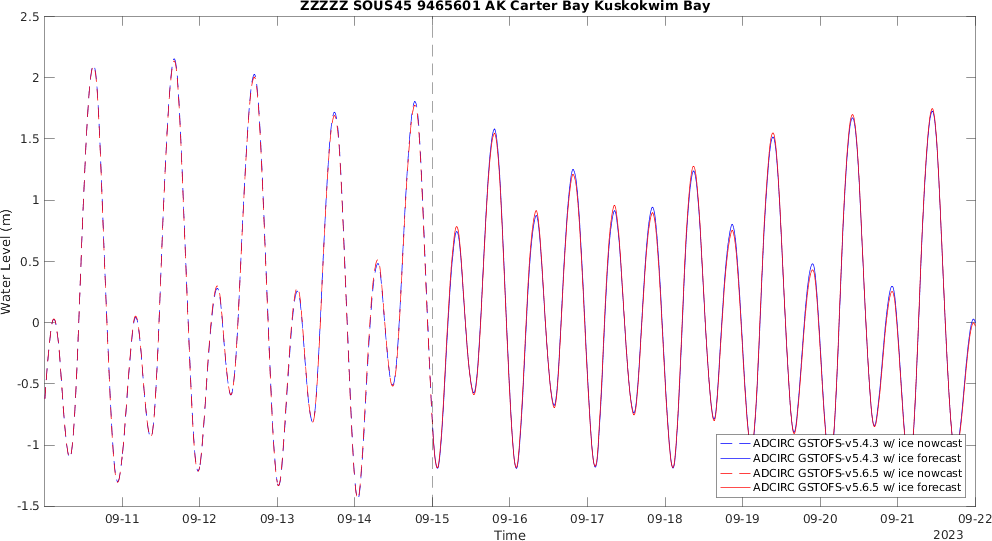 ZZZZZ SOUS45 9465601 AK Carter Bay Kuskokwim Bay
Water Level (m)
2.5
2
1.5
1
0.5
0
-0.5
-1
-1.5
ADCIRC GSTOFS-v5.4.3 w/ ice nowcast
ADCIRC GSTOFS-v5.4.3 w/ ice forecast
ADCIRC GSTOFS-v5.6.5 w/ ice nowcast
ADCIRC GSTOFS-v5.6.5 w/ ice forecast
09-11 09-12 09-13 09-14 09-15 09-16 09-17 09-18 09-19 09-20 09-21 09-22
Time
2023